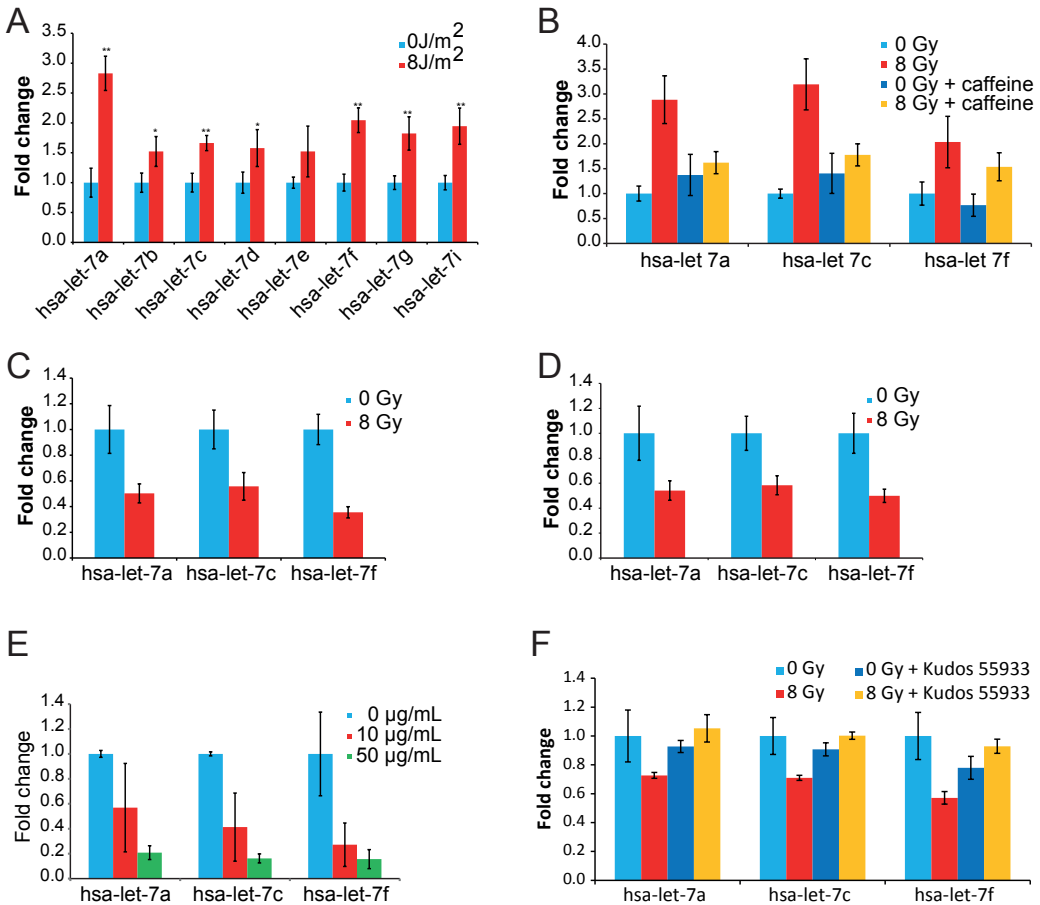 A
0J/m2
8J/m2
Fold change
3.5
3.0
2.5
2.0
1.5
1.0
0.5
0.0
**
*
**
*
**
**
**
hsa-let-7a
hsa-let-7b
hsa-let-7c
hsa-let-7d
hsa-let-7e
hsa-let-7f
hsa-let-7g
hsa-let-7i
B
0 Gy
8 Gy
0 Gy + caffeine
8 Gy + caffeine
Fold change
4.0
3.5
3.0
2.5
2.0
1.5
1.0
0.5
0.0
hsa-let 7a
hsa-let 7c
hsa-let 7f
C
0 Gy
8 Gy
Fold change
1.4
1.2
1.0
0.8
0.6
0.4
0.2
0.0
hsa-let-7a
hsa-let-7c
hsa-let-7f
D
0 Gy
8 Gy
Fold change
1.4
1.2
1.0
0.8
0.6
0.4
0.2
0.0
hsa-let-7a
hsa-let-7c
hsa-let-7f
E
0 µg/mL
10 µg/mL
50 µg/mL
Fold change
1.4
1.2
1.0
0.8
0.6
0.4
0.2
0.0
hsa-let-7a
hsa-let-7c
hsa-let-7f
F
0 Gy
8 Gy
0 Gy + Kudos 55933
8 Gy + Kudos 55933
Fold change
1.4
1.2
1.0
0.8
0.6
0.4
0.2
0.0
hsa-let-7a
hsa-let-7c
hsa-let-7f